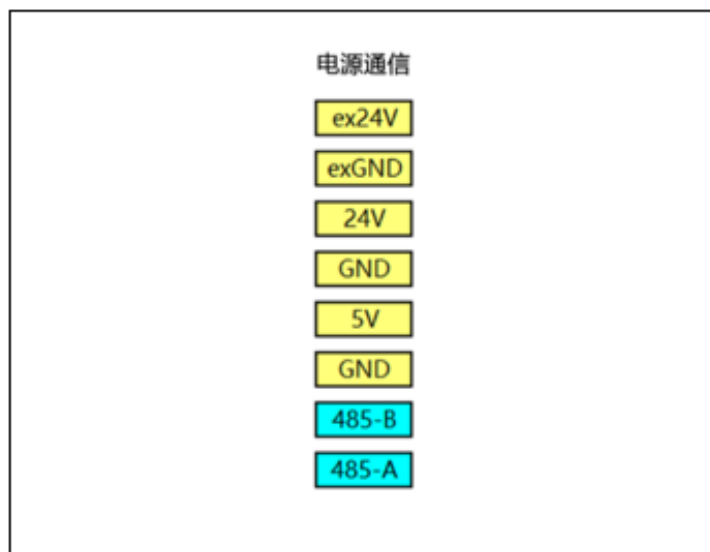 电源通信
ex24V
exGND
24V
GND
5V
GND
485-B
485-A